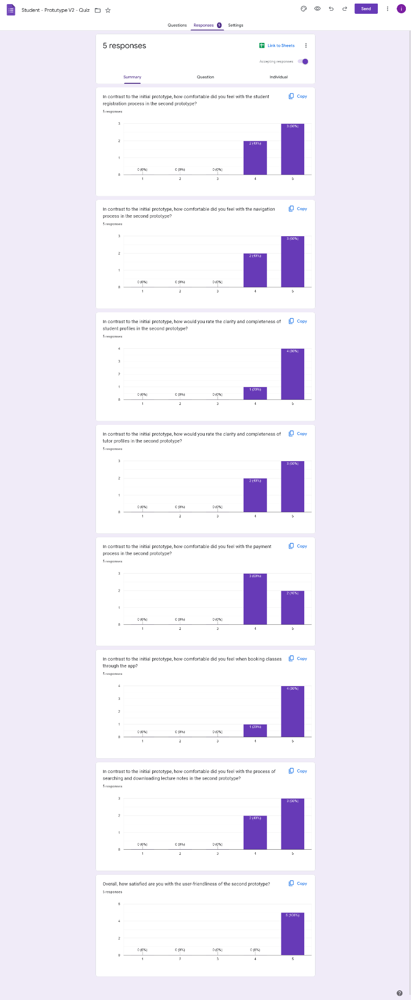 Student - Prototype V2 - Quiz
Send
i
Questions
Responses
5
Settings
5 responses
Link to Sheets
Accepting responses
Summary
Question
Individual
In contrast to the initial prototype, how comfortable did you feel with the student
registration process in the second prototype?
Copy
5 responses
3
2
1
0
0 (0%)
0 (0%)
0 (0%)
2 (40%)
3 (60%)
1
2
3
4
5
In contrast to the initial prototype, how comfortable did you feel with the navigation
process in the second prototype?
Copy
5 responses
3
2
1
0
0 (0%)
0 (0%)
0 (0%)
2 (40%)
3 (60%)
1
2
3
4
5
In contrast to the initial prototype, how would you rate the clarity and completeness of
student profiles in the second prototype?
Copy
5 responses
4
3
2
1
0
0 (0%)
0 (0%)
0 (0%)
1 (20%)
4 (80%)
1
2
3
4
5
In contrast to the initial prototype, how would you rate the clarity and completeness of
tutor profiles in the second prototype?
Copy
5 responses
3
2
1
0
0 (0%)
0 (0%)
0 (0%)
2 (40%)
3 (60%)
1
2
3
4
5
In contrast to the initial prototype, how comfortable did you feel with the payment
process in the second prototype?
Copy
5 responses
3
2
1
0
0 (0%)
0 (0%)
0 (0%)
3 (60%)
2 (40%)
1
2
3
4
5
In contrast to the initial prototype, how comfortable did you feel when booking classes
through the app?
Copy
5 responses
4
3
2
1
0
0 (0%)
0 (0%)
0 (0%)
1 (20%)
4 (80%)
1
2
3
4
5
In contrast to the initial prototype, how comfortable did you feel with the process of
searching and downloading lecture notes in the second prototype?
Copy
5 responses
3
2
1
0
0 (0%)
0 (0%)
0 (0%)
2 (40%)
3 (60%)
1
2
3
4
5
Overall, how satisfied are you with the user-friendliness of the second prototype?
Copy
5 responses
6
4
2
0
0 (0%)
0 (0%)
0 (0%)
0 (0%)
5 (100%)
1
2
3
4
5